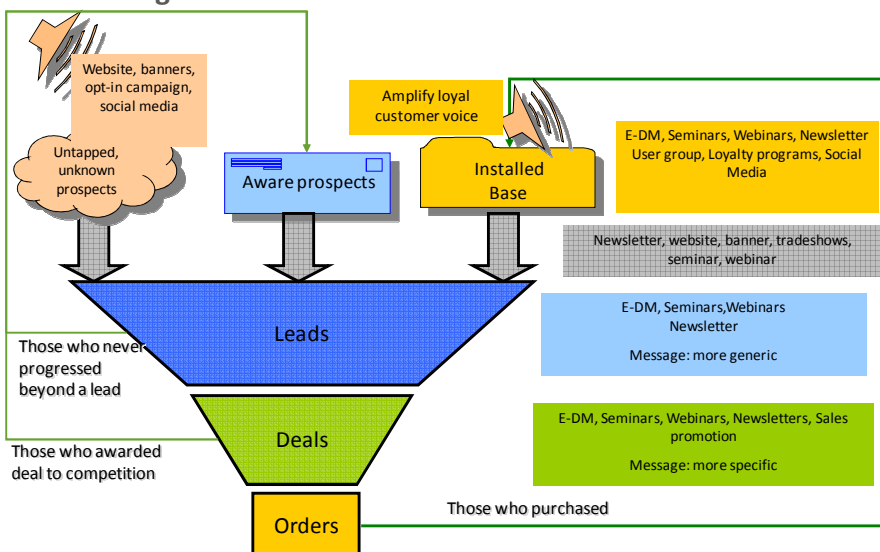 Website, banners,
opt-in campaign,
social media
Untapped,
unknown
prospects
Aware prospects
Amplify loyal
customer voice
Installed
Base
E-DM, Seminars, Webinars, Newsletter
User group, Loyalty programs, Social
Media
Newsletter, website, banner, tradeshows,
seminar, webinar
Leads
E-DM, Seminars,Webinars
Newsletter
Message: more generic
Those who never
progressed
beyond a lead
Deals
E-DM, Seminars, Webinars, Newsletters, Sales
promotion
Message: more specific
Those who awarded
deal to competition
Orders
Those who purchased